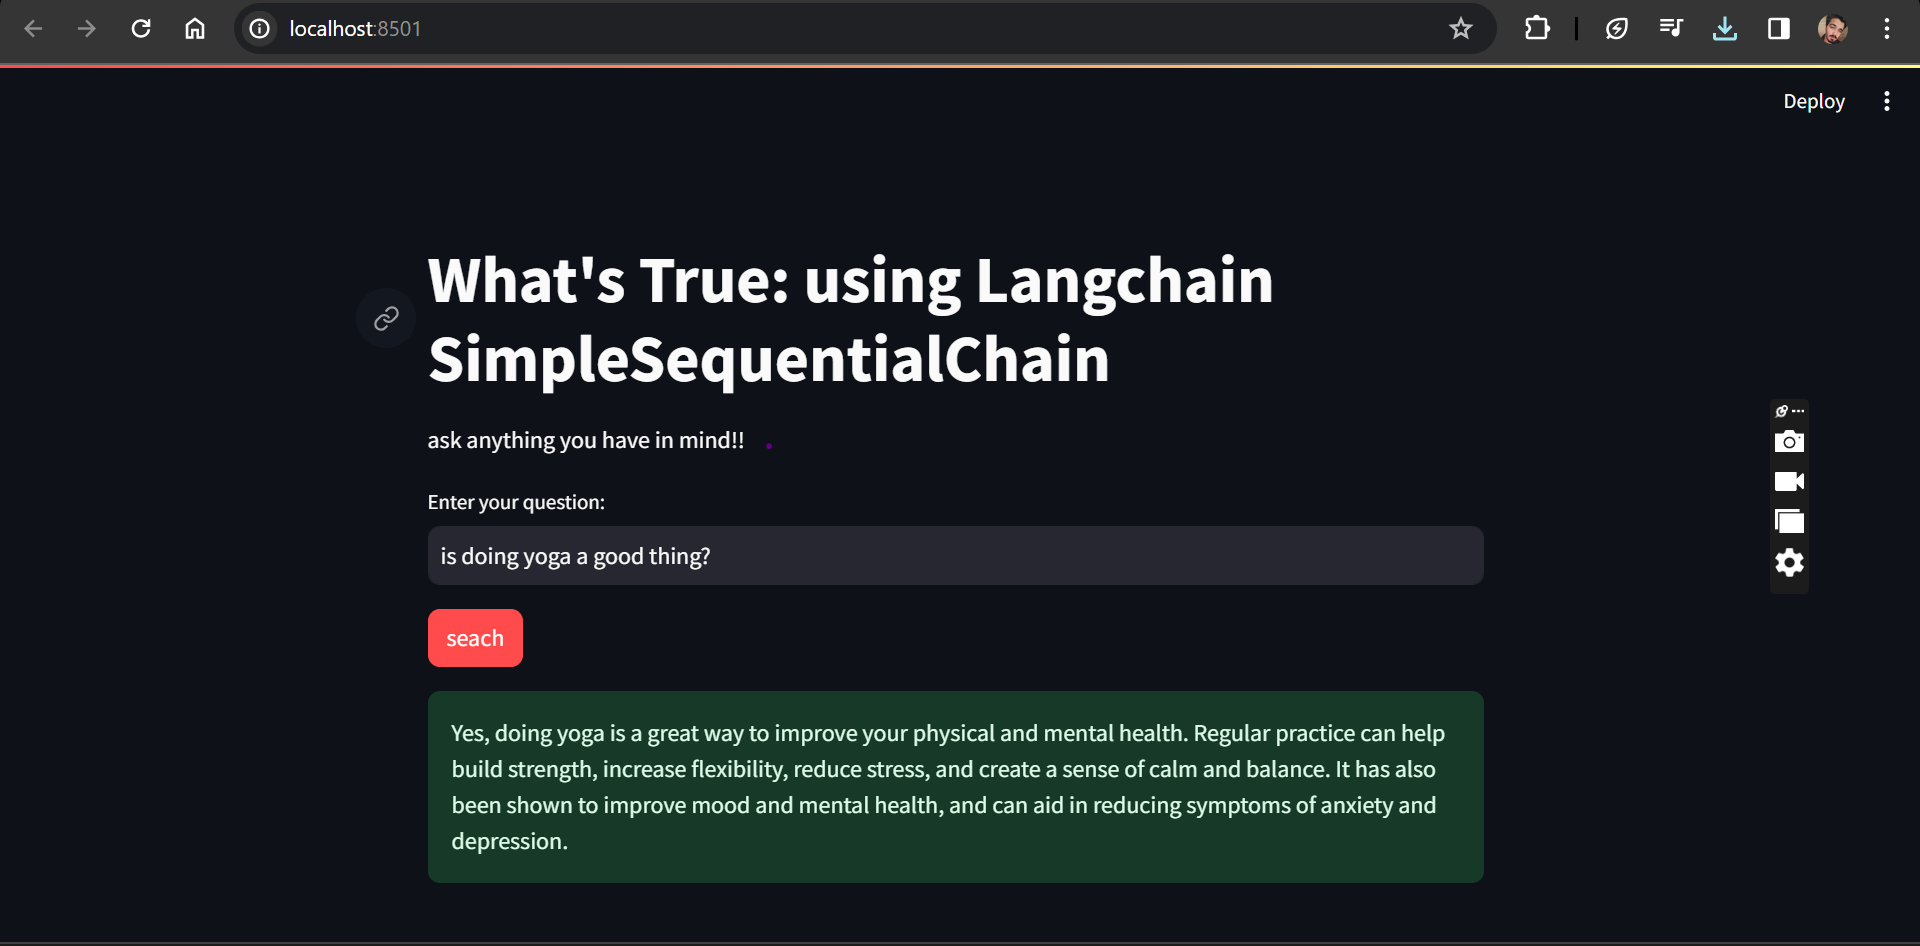 localhost:8501
Deploy
What's True: using Langchain
SimpleSequentialChain
ask anything you have in mind!!
Enter your question:
is doing yoga a good thing?
seach
Yes, doing yoga is a great way to improve your physical and mental health. Regular practice can help
build strength, increase flexibility, reduce stress, and create a sense of calm and balance. It has also
been shown to improve mood and mental health, and can aid in reducing symptoms of anxiety and
depression.